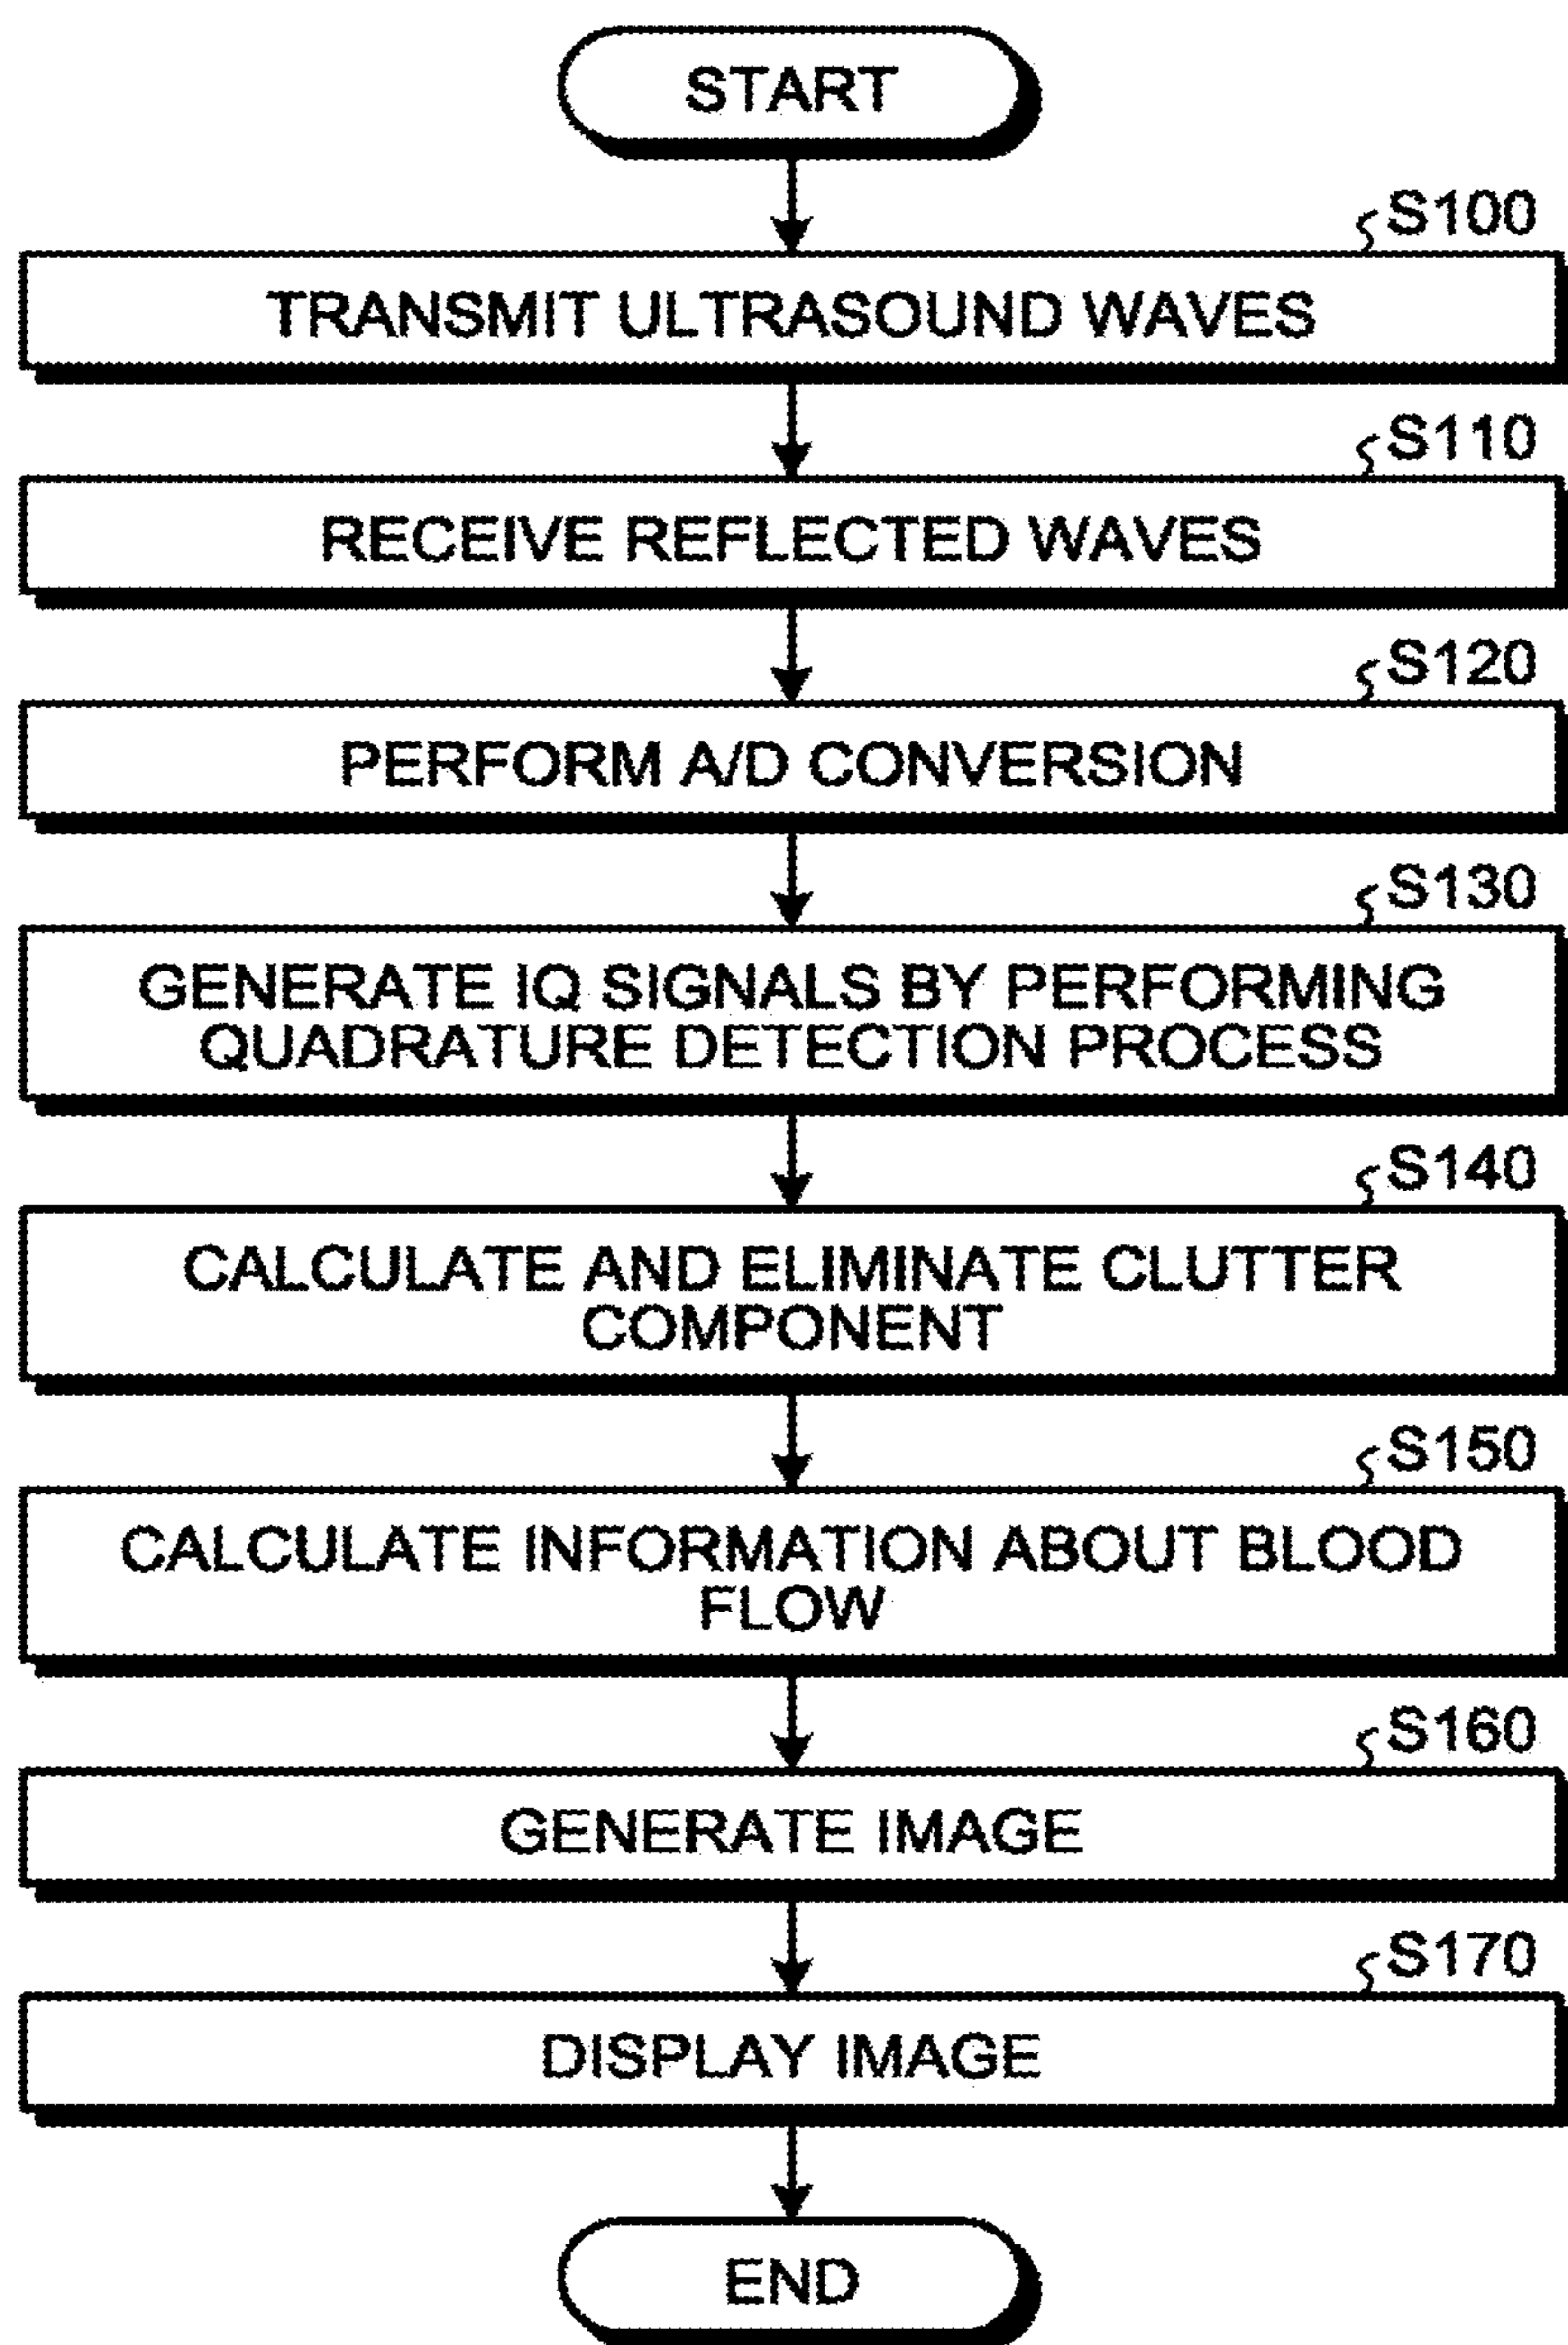 START
S100
TRANSMIT ULTRASOUND WAVES
S110
RECEIVE REFLECTED WAVES
S120
PERFORM A/D CONVERSION
S130
GENERATE IQ SIGNALS BY PERFORMING
QUADRATURE DETECTION PROCESS
S140
CALCULATE AND ELIMINATE CLUTTER
COMPONENT
S150
CALCULATE INFORMATION ABOUT BLOOD
FLOW
S160
GENERATE IMAGE
S170
DISPLAY IMAGE
END